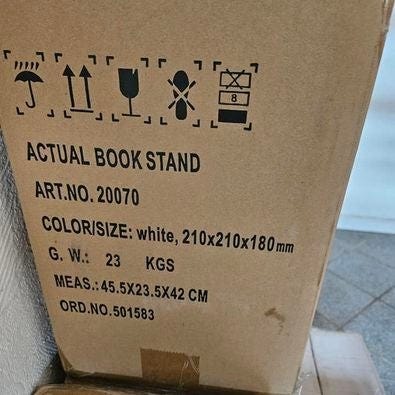 8
ACTUAL BOOK STAND
ART.NO. 20070
COLOR/SIZE: white, 210x210x180mm
G. W.: 23 KGS
MEAS.:45.5X23.5X42 CM
ORD.NO.501583